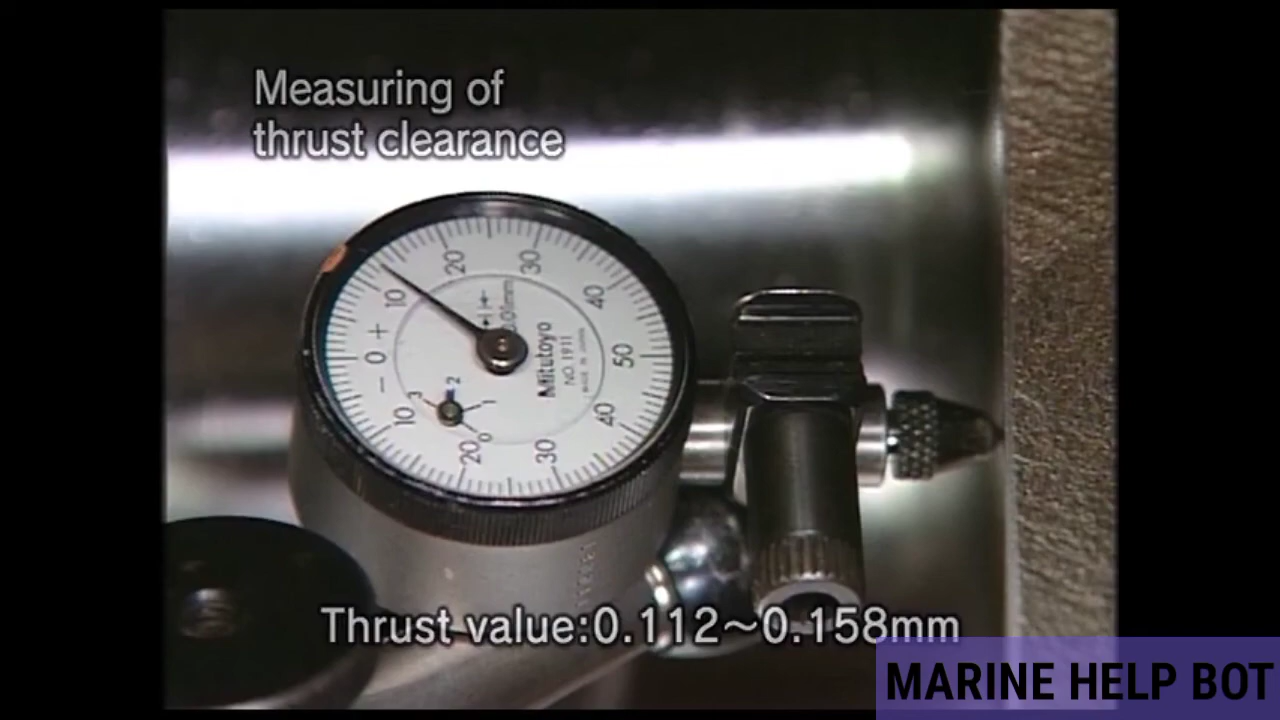 Measuring of
thrust clearance
20
30
10
40
+
0
50
−
0.01mm
Mitutoyo
NO.1911
MADE IN JAPAN
3
2
1
0
10
40
20
30
Thrust value:0.112~0.158mm
MARINE HELP BOT